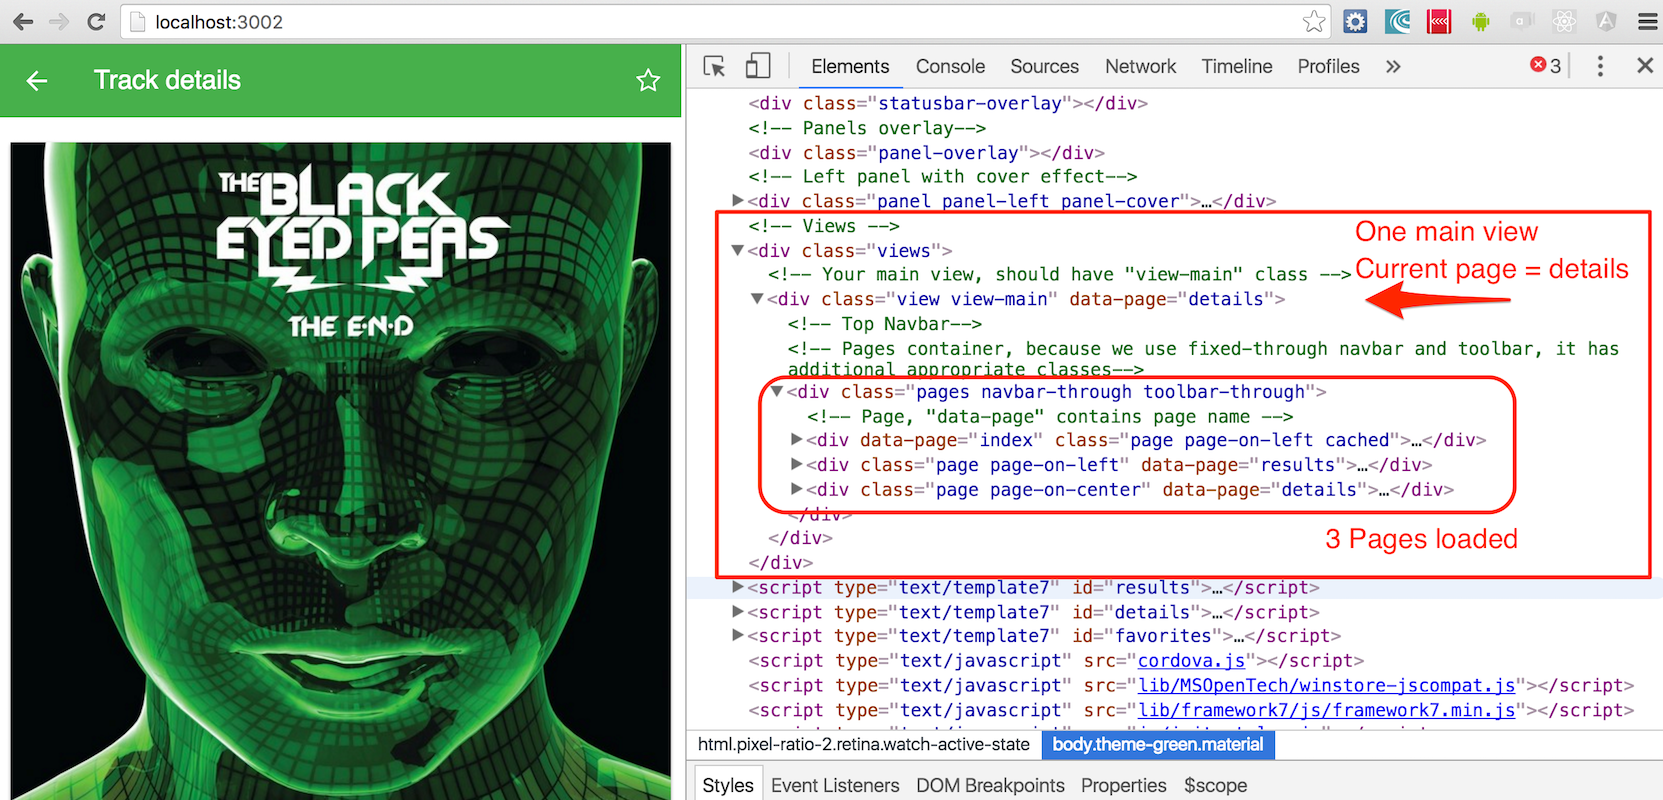 localhost:3002
Track details
THE BLACK
EYED PEAS
THE E·N·D
Elements Console Sources Network Timeline Profiles » 3
<div class="statusbar-overlay"></div>
<!-- Panels overlay-->
<div class="panel-overlay"></div>
<!-- Left panel with cover effect-->
<div class="panel panel-left panel-cover">…</div>
<!-- Views -->
<div class="views">
<!-- Your main view, should have "view-main" class -->
<div class="view view-main" data-page="details">
<!-- Top Navbar-->
<!-- Pages container, because we use fixed-through navbar and toolbar, it has
additional appropriate classes-->
<div class="pages navbar-through toolbar-through">
<!-- Page, "data-page" contains page name -->
<div data-page="index" class="page page-on-left cached">…</div>
<div class="page page-on-left" data-page="results">…</div>
<div class="page page-on-center" data-page="details">…</div>
</div>
</div>
</div>
One main view
Current page = details
3 Pages loaded
<script type="text/template7" id="results">…</script>
<script type="text/template7" id="details">…</script>
<script type="text/template7" id="favorites">…</script>
<script type="text/javascript" src="cordova.js"></script>
<script type="text/javascript" src="lib/MSOpenTech/winstore-jscompat.js"></script>
<script type="text/javascript" src="lib/framework7/js/framework7.min.js"></script>
html.pixel-ratio-2.retina.watch-active-state body.theme-green.material
Styles Event Listeners DOM Breakpoints Properties $scope